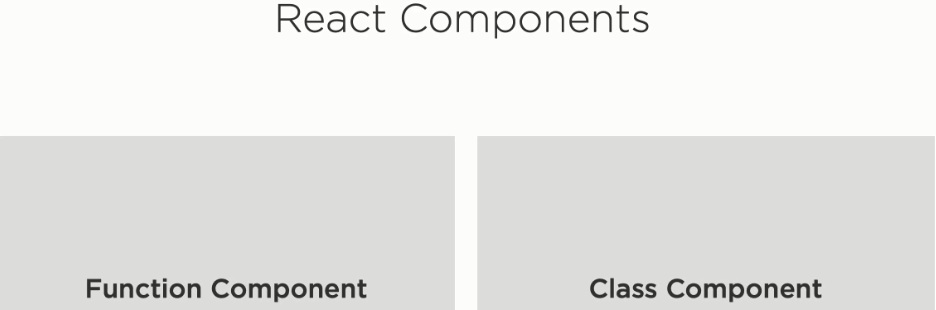 React Components
Function Component
Class Component